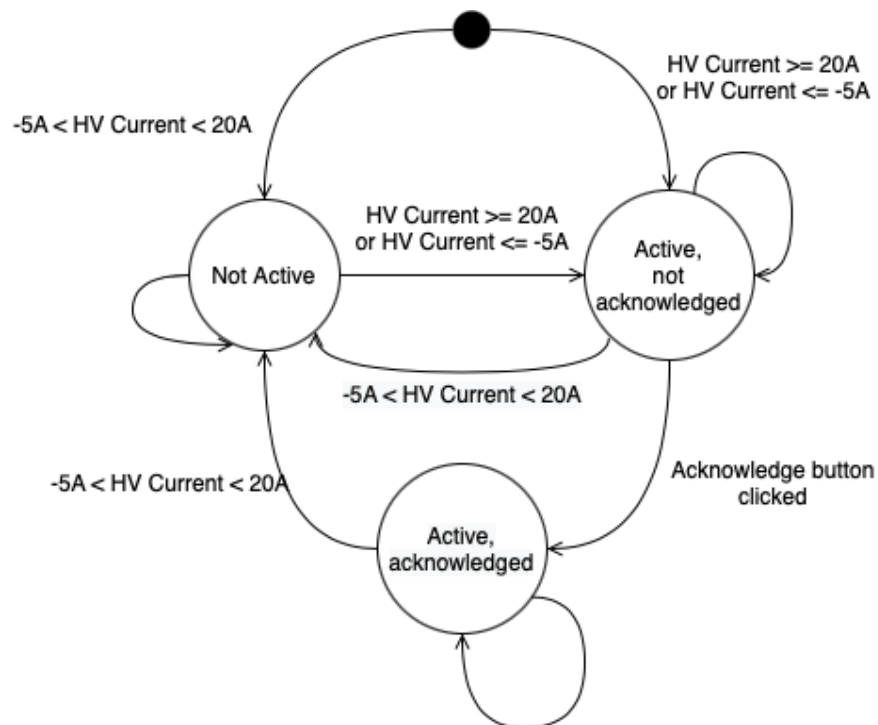 HV Current >= 20A
or HV Current <= -5A
-5A < HV Current < 20A
HV Current >= 20A
or HV Current <= -5A
Not Active
Active,
not
acknowledged
-5A < HV Current < 20A
Acknowledge button
clicked
-5A < HV Current < 20A
Active,
acknowledged